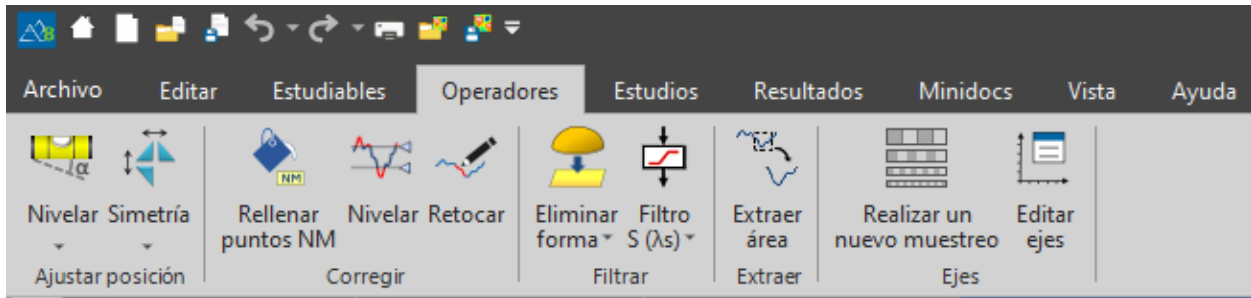 Archivo Editar Estudiables Operadores Estudios Resultados Minidocs Vista Ayuda
α
NM
Nivelar Simetría Rellenar Nivelar Retocar Eliminar Filtro Extraer Realizar un Editar
puntos NM forma S (λs) área nuevo muestreo ejes
Ajustar posición Corregir Filtrar Extraer Ejes